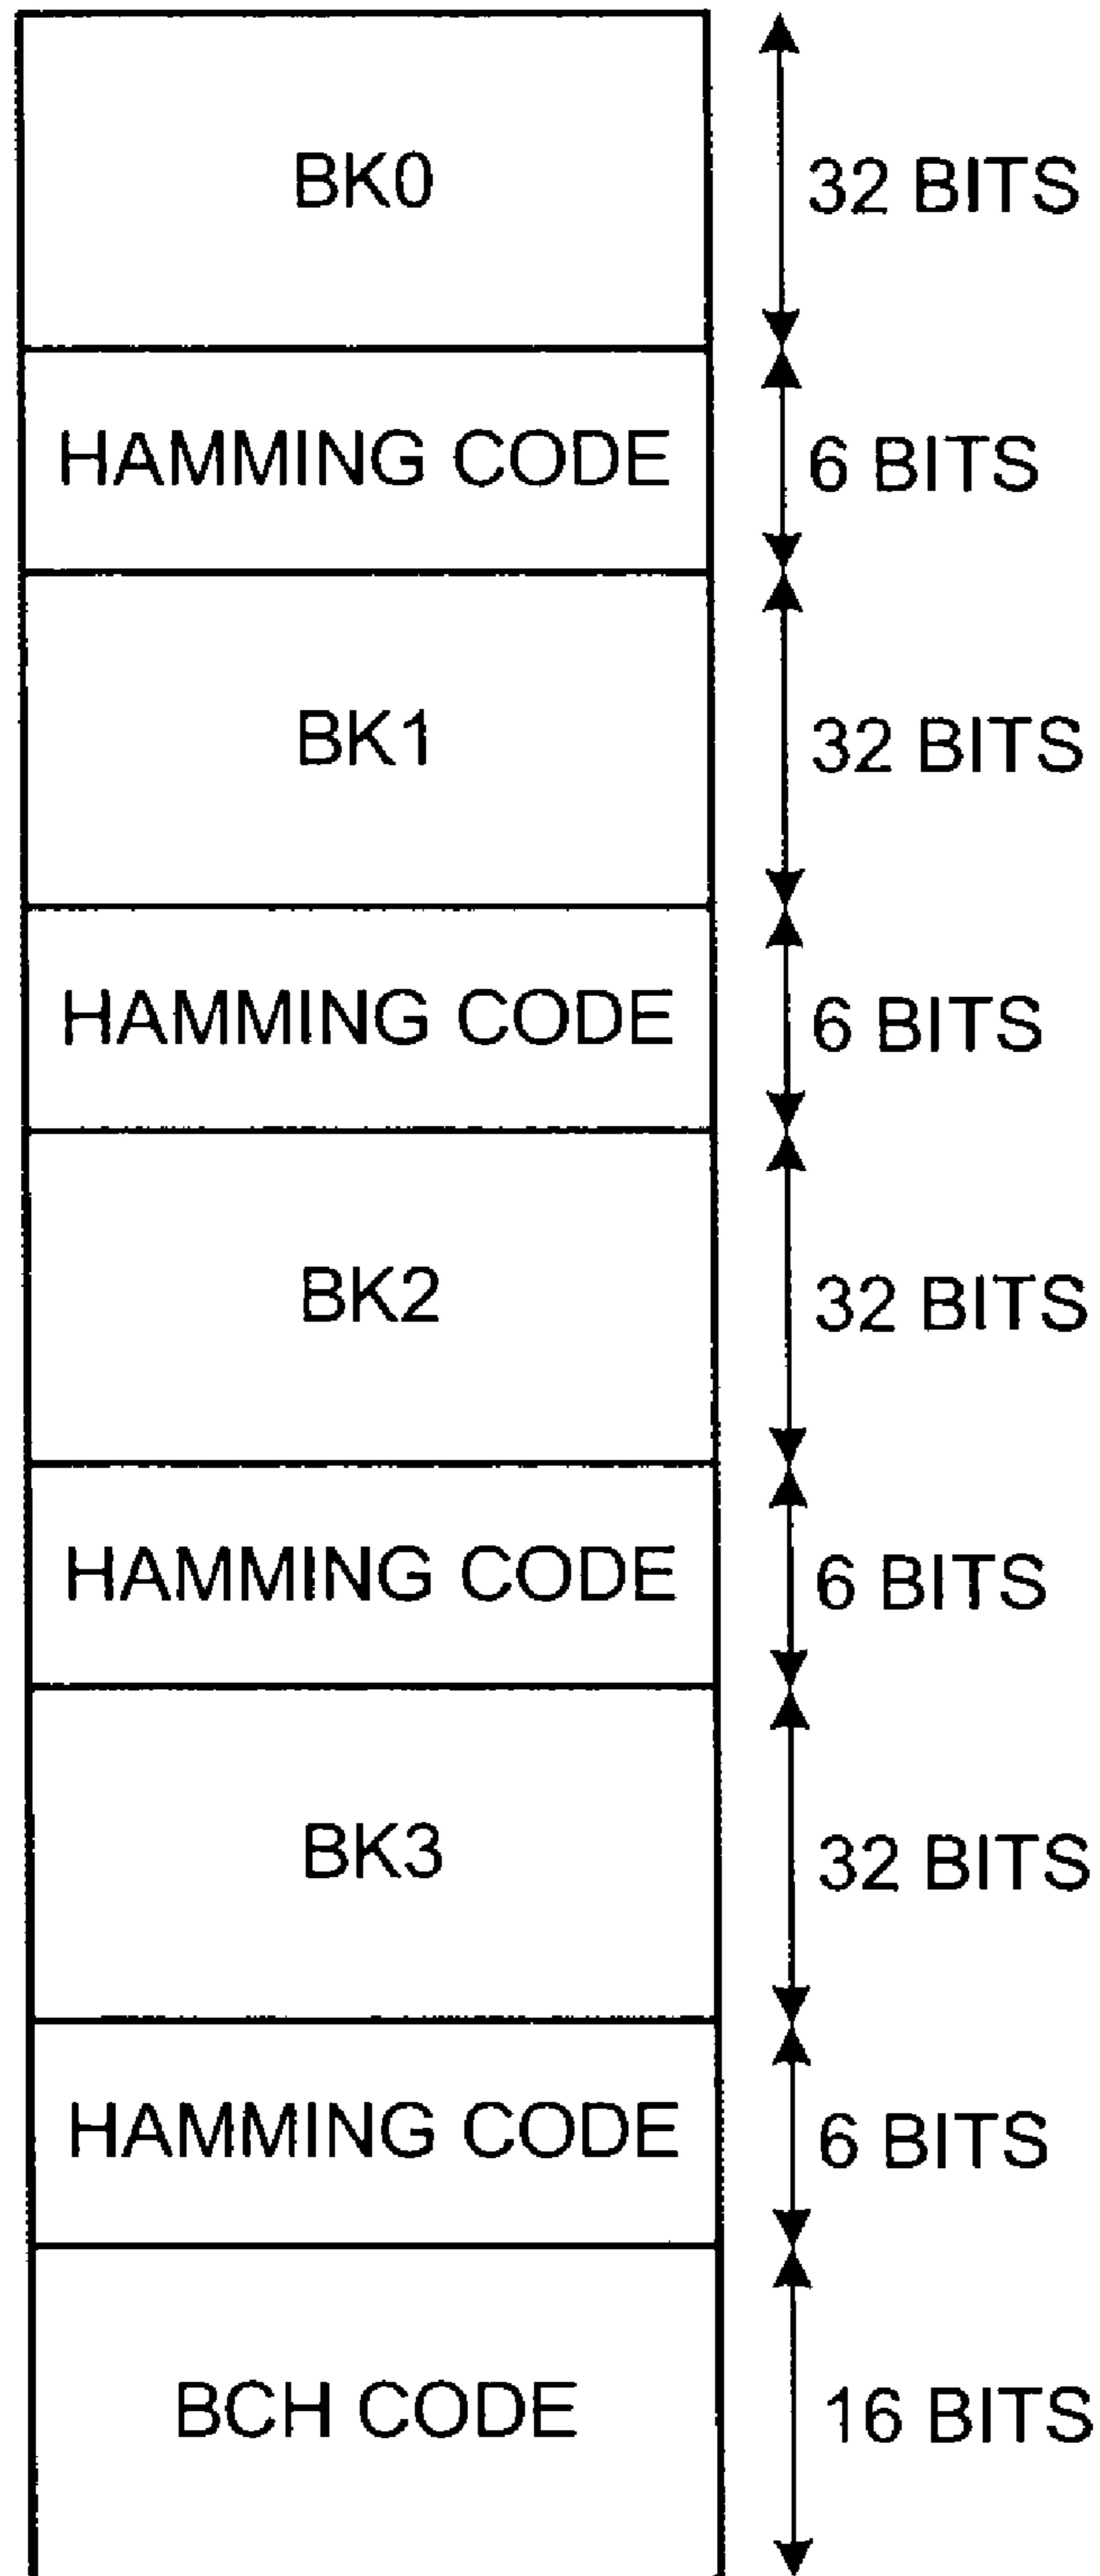 BK0 32 BITS
HAMMING CODE 6 BITS
BK1 32 BITS
HAMMING CODE 6 BITS
BK2 32 BITS
HAMMING CODE 6 BITS
BK3 32 BITS
HAMMING CODE 6 BITS
BCH CODE 16 BITS